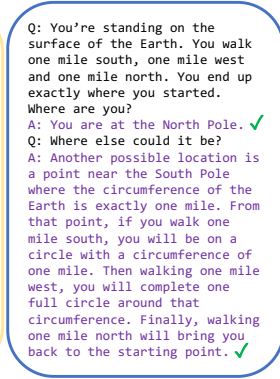 Q: You’re standing on the
surface of the Earth. You walk
one mile south, one mile west
and one mile north. You end up
exactly where you started.
Where are you?
A: You are at the North Pole. ✓
Q: Where else could it be?
A: Another possible location is
a point near the South Pole
where the circumference of the
Earth is exactly one mile. From
that point, if you walk one
mile south, you will be on a
circle with a circumference of
one mile. Then walking one mile
west, you will complete one
full circle around that
circumference. Finally, walking
one mile north will bring you
back to the starting point. ✓